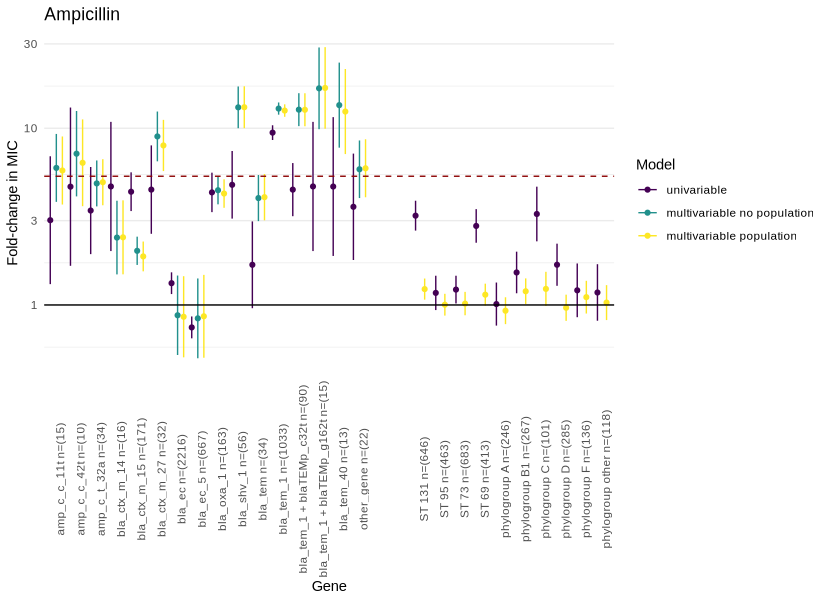 Ampicillin
Fold-change in MIC
30
10
3
1
amp_c_c_11t n=(15)
amp_c_c_42t n=(10)
amp_c_t_32a n=(34)
bla_ctx_m_14 n=(16)
bla_ctx_m_15 n=(171)
bla_ctx_m_27 n=(32)
bla_ec n=(2216)
bla_ec_5 n=(667)
bla_oxa_1 n=(163)
bla_shv_1 n=(56)
bla_tem n=(34)
bla_tem_1 n=(1033)
bla_tem_1 + blaTEMp_c32t n=(90)
bla_tem_1 + blaTEMp_g162t n=(15)
bla_tem_40 n=(13)
other_gene n=(22)
ST 131 n=(646)
ST 95 n=(463)
ST 73 n=(683)
ST 69 n=(413)
phylogroup A n=(246)
phylogroup B1 n=(267)
phylogroup C n=(101)
phylogroup D n=(285)
phylogroup F n=(136)
phylogroup other n=(118)
Gene
Model
univariable
multivariable no population
multivariable population